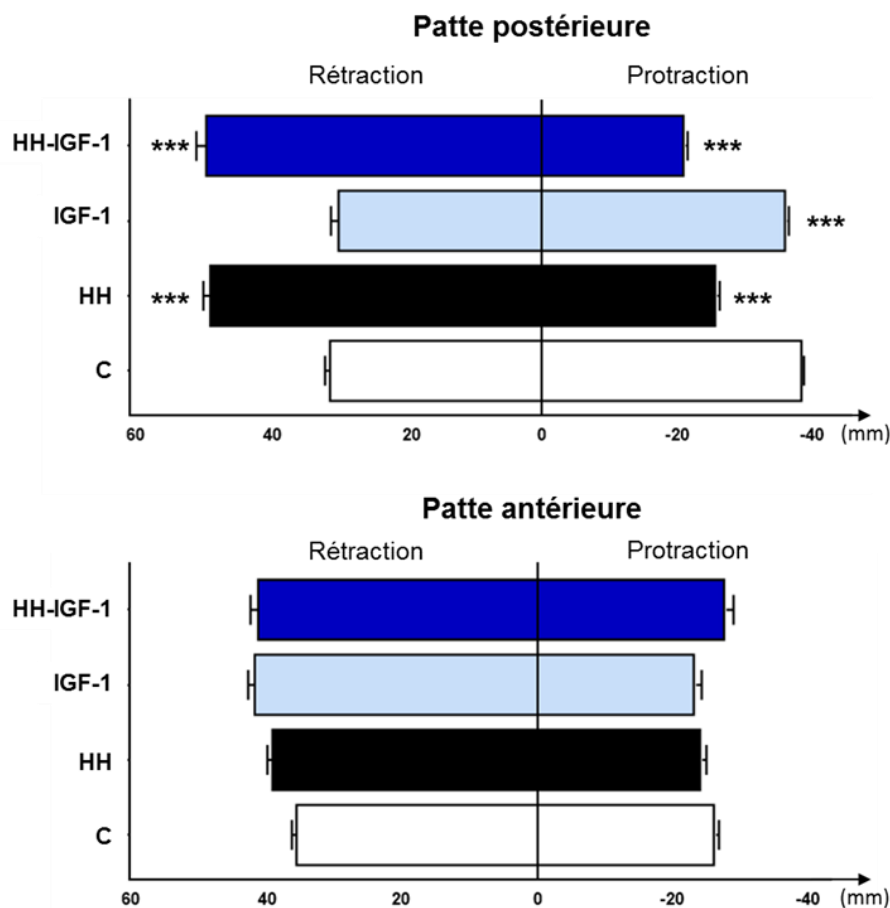 Patte postérieure
Rétraction Protraction
HH-IGF-1 *** ***
IGF-1 ***
HH *** ***
C
60 40 20 0 -20 -40 (mm)
Patte antérieure
Rétraction Protraction
HH-IGF-1
IGF-1
HH
C
60 40 20 0 -20 -40 (mm)